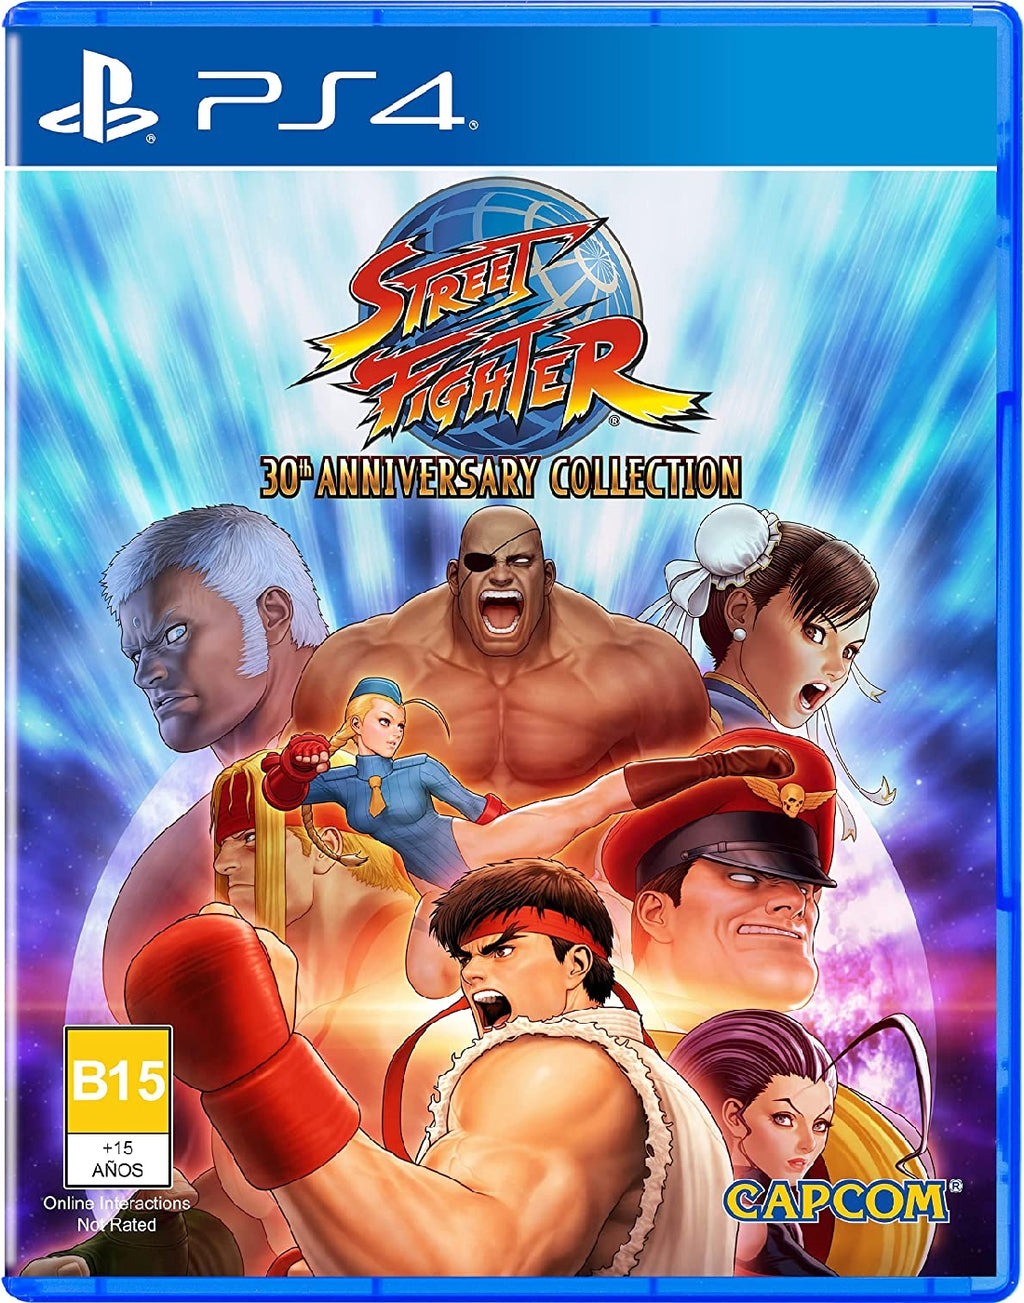 PS4
STREET
FIGHTER
30th ANNIVERSARY COLLECTION
B15
+15
AÑOS
Online Interactions
Not Rated
CAPCOM